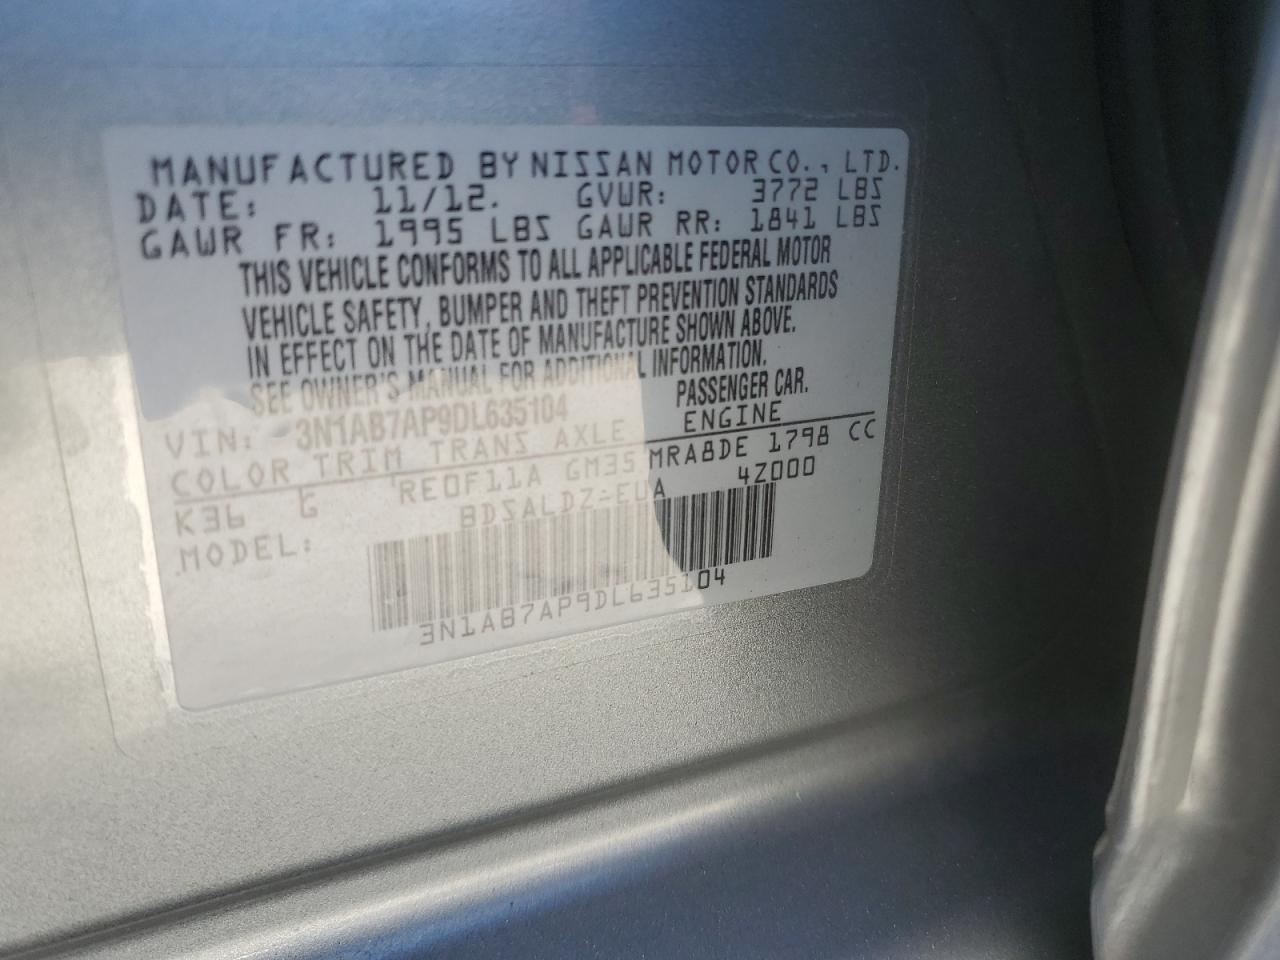 MANUFACTURED BY NISSAN MOTOR CO., LTD.
DATE: 11/12. GVWR: 3772 LBS
GAWR FR: 1995 LBS GAWR RR: 1841 LBS
THIS VEHICLE CONFORMS TO ALL APPLICABLE FEDERAL MOTOR
VEHICLE SAFETY, BUMPER AND THEFT PREVENTION STANDARDS
IN EFFECT ON THE DATE OF MANUFACTURE SHOWN ABOVE.
SEE OWNER'S MANUAL FOR ADDITIONAL INFORMATION.
VIN: 3N1AB7AP9DL635104 PASSENGER CAR.
COLOR TRIM TRANS AXLE ENGINE
K36 G RE0F11A GM35 MRA8DE 1798 CC
MODEL: BDSALDZ-EUA 4Z000
3N1AB7AP9DL635104